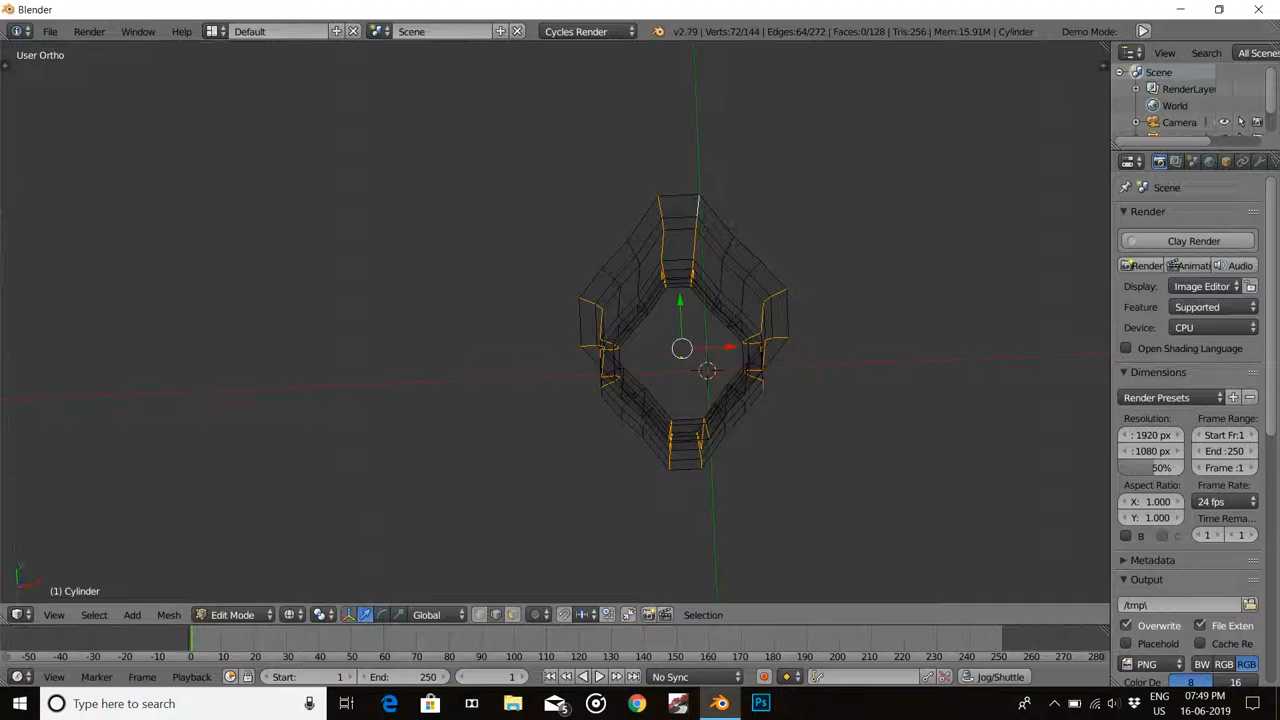 Blender
File Render Window Help Default Scene Cycles Render v2.79 | Verts:72/144 | Edges:64/272 | Faces:0/128 | Tris:256 | Mem:15.91M | Cylinder Demo Mode:
User Ortho
View Search All Scenes
Scene
RenderLaye
World
Camera
Scene
Render
Clay Render
Render Animati Audio
Display: Image Editor
Feature Supported
Device: CPU
Open Shading Language
Dimensions
Render Presets
Resolution: Frame Range:
: 1920 px Start Fr:1
:1080 px End :250
50% Frame :1
Aspect Ratio: Frame Rate:
X: 1.000 24 fps
Y: 1.000 Time Rema...
B C 1 1
Metadata
Output
/tmp\
Overwrite File Exten
Placehold Cache Re
PNG BW RGB RGB
Color De 8 16
(1) Cylinder
View Select Add Mesh Edit Mode Global Selection
-50 -40 -30 -20 -10 0 10 20 30 40 50 60 70 80 90 100 110 120 130 140 150 160 170 180 190 200 210 220 230 240 250 260 270 280
View Marker Frame Playback Start: 1 End: 250 1 No Sync Jog/Shuttle
Type here to search 5 Ps ENG 07:49 PM
US 16-06-2019